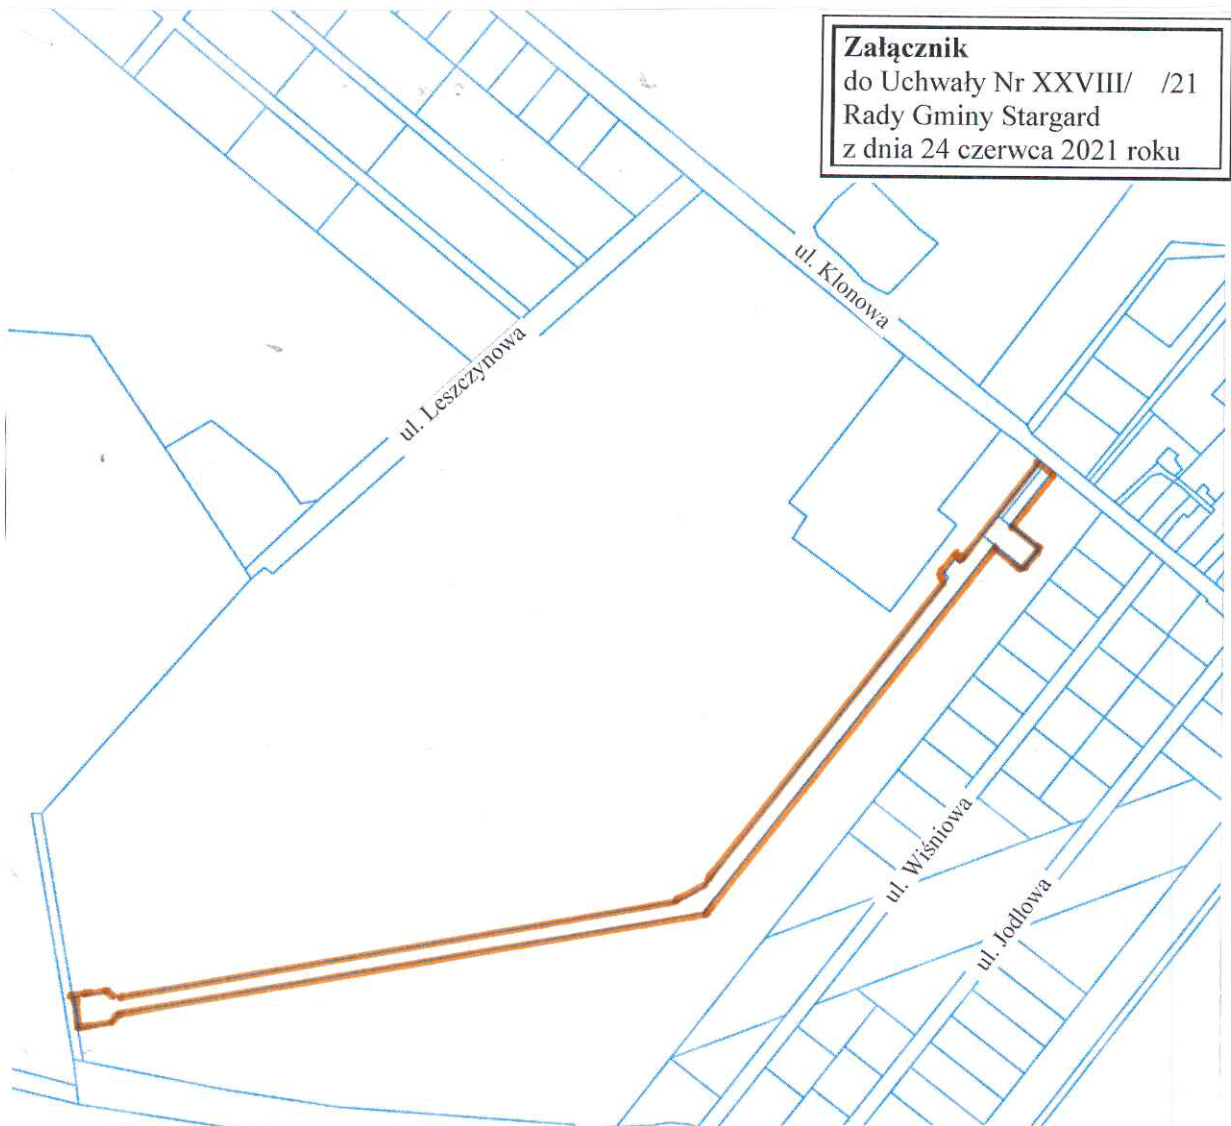 Załącznik
do Uchwały Nr XXVIII/ /21
Rady Gminy Stargard
z dnia 24 czerwca 2021 roku
ul. Klonowa
ul. Leszczynowa
ul. Wiśniowa
ul. Jodłowa